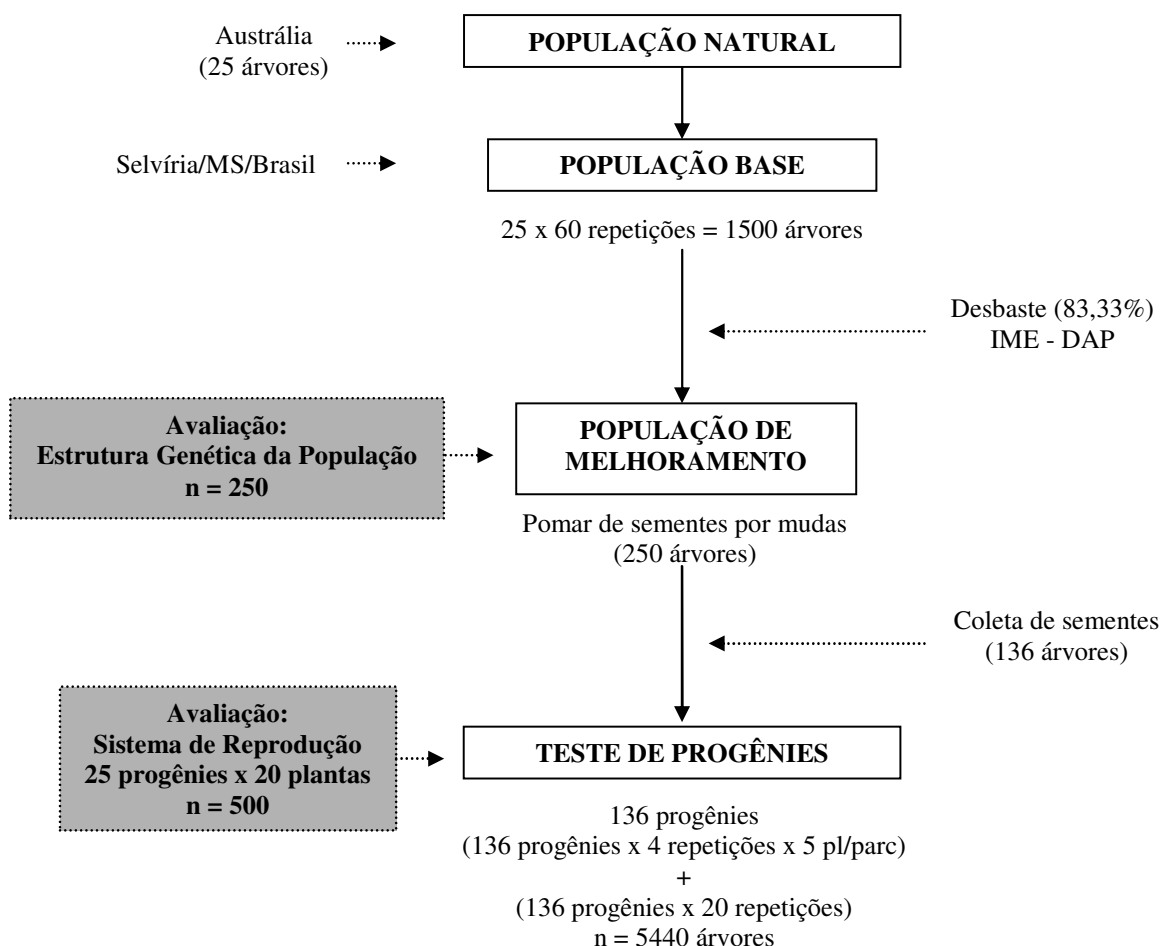 Austrália
(25 árvores)
POPULAÇÃO NATURAL
Selvíria/MS/Brasil
POPULAÇÃO BASE
25 x 60 repetições = 1500 árvores
Desbaste (83,33%)
IME - DAP
Avaliação:
Estrutura Genética da População
n = 250
POPULAÇÃO DE
MELHORAMENTO
Pomar de sementes por mudas
(250 árvores)
Coleta de sementes
(136 árvores)
Avaliação:
Sistema de Reprodução
25 progênies x 20 plantas
n = 500
TESTE DE PROGÊNIES
136 progênies
(136 progênies x 4 repetições x 5 pl/parc)
+
(136 progênies x 20 repetições)
n = 5440 árvores